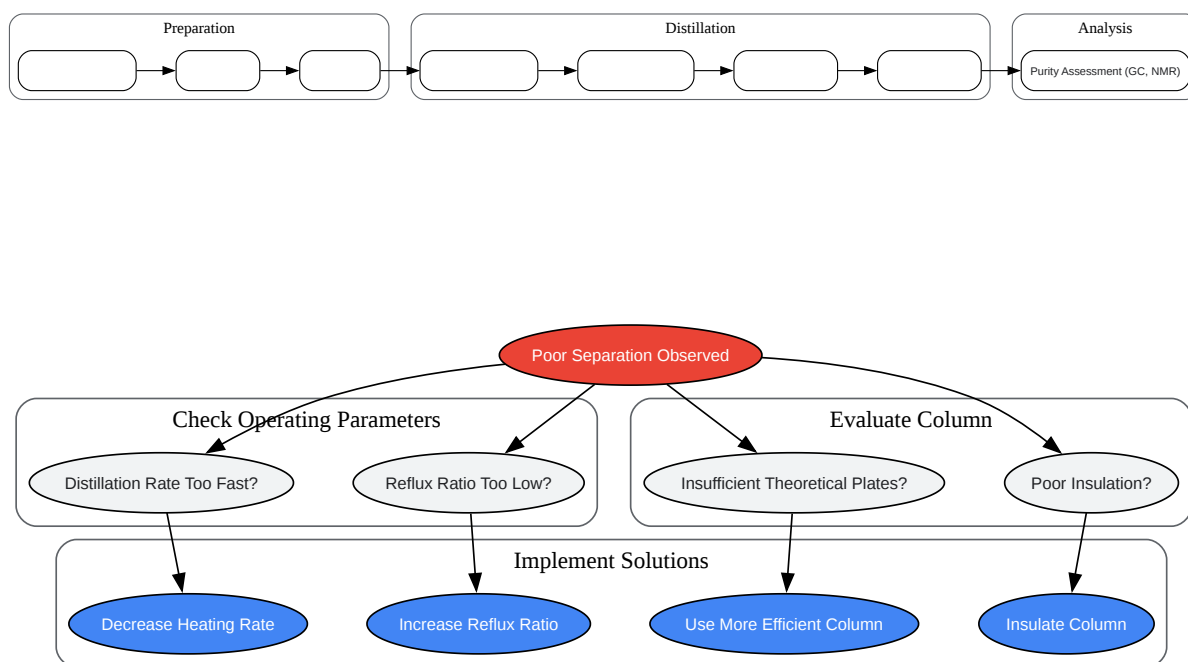 Preparation
Distillation
Analysis
Purity Assessment (GC, NMR)
Poor Separation Observed
Check Operating Parameters
Evaluate Column
Distillation Rate Too Fast?
Reflux Ratio Too Low?
Insufficient Theoretical Plates?
Poor Insulation?
Implement Solutions
Decrease Heating Rate
Increase Reflux Ratio
Use More Efficient Column
Insulate Column